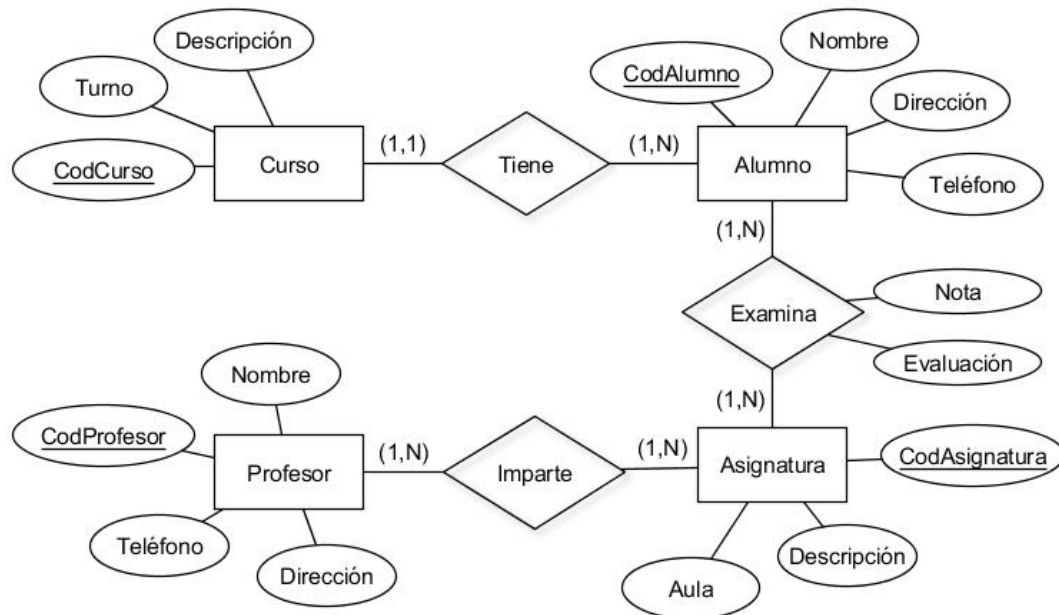 Descripción
Turno
CodCurso
Curso
(1,1)
Tiene
(1,N)
CodAlumno
Nombre
Dirección
Alumno
Teléfono
(1,N)
Examina
Nota
Evaluación
(1,N)
Nombre
CodProfesor
Profesor
(1,N)
Imparte
(1,N)
Asignatura
CodAsignatura
Teléfono
Dirección
Aula
Descripción